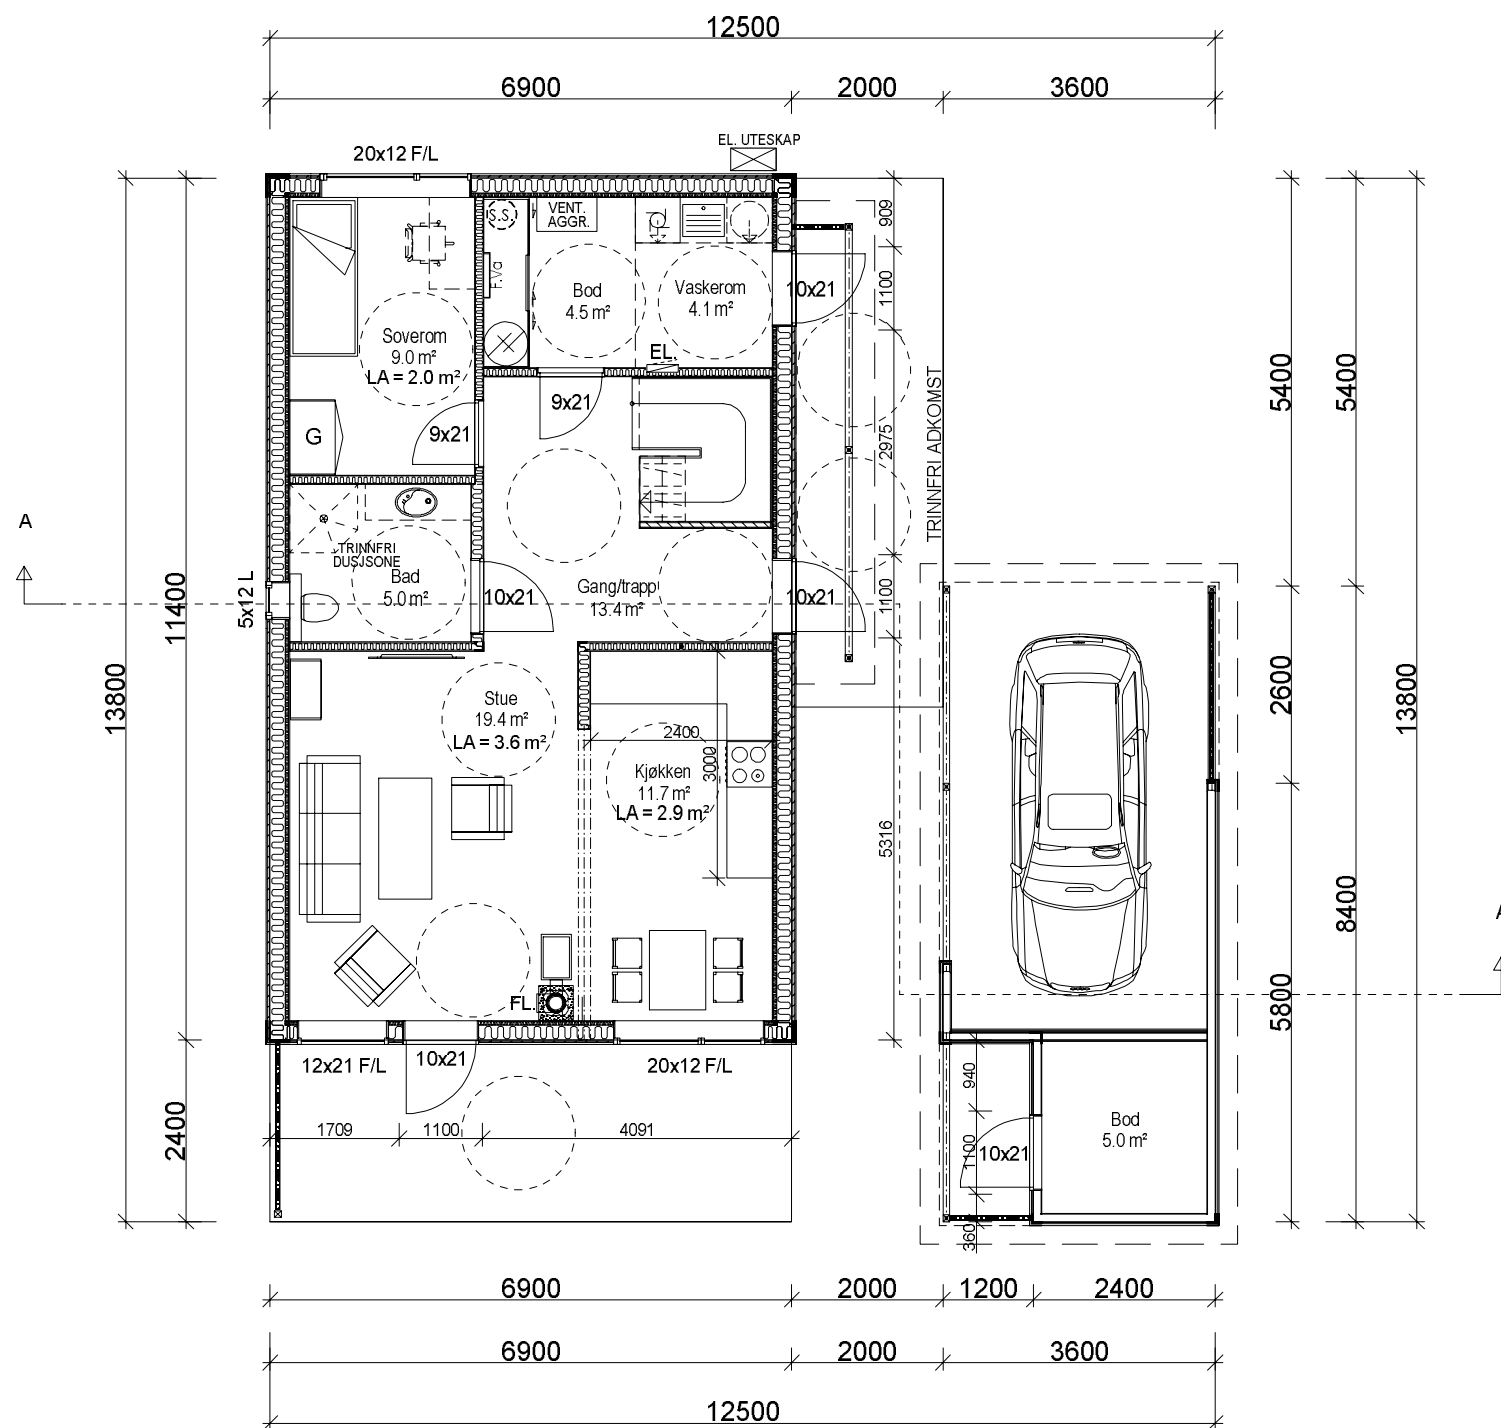 12500
6900
2000
3600
EL. UTESKAP
20x12 F/L
S.S.
VENT.
AGGR.
F.Va
Bod
4.5 m²
Vaskerom
4.1 m²
10x21
909
1100
Soverom
9.0 m²
LA = 2.0 m²
EL.
9x21
9x21
G
2975
TRINNFRI ADKOMST
5400
5400
A
TRINNFRI
DUSJSONE
Bad
5.0 m²
5x12 L
10x21
Gang/trapp
13.4 m²
10x21
1100
11400
13800
Stue
19.4 m²
LA = 3.6 m²
2400
3000
Kjøkken
11.7 m²
LA = 2.9 m²
5316
2600
13800
8400
5800
FL.
12x21 F/L
10x21
20x12 F/L
2400
1709
1100
4091
940
1100
360
10x21
Bod
5.0 m²
6900
2000
1200
2400
6900
2000
3600
12500